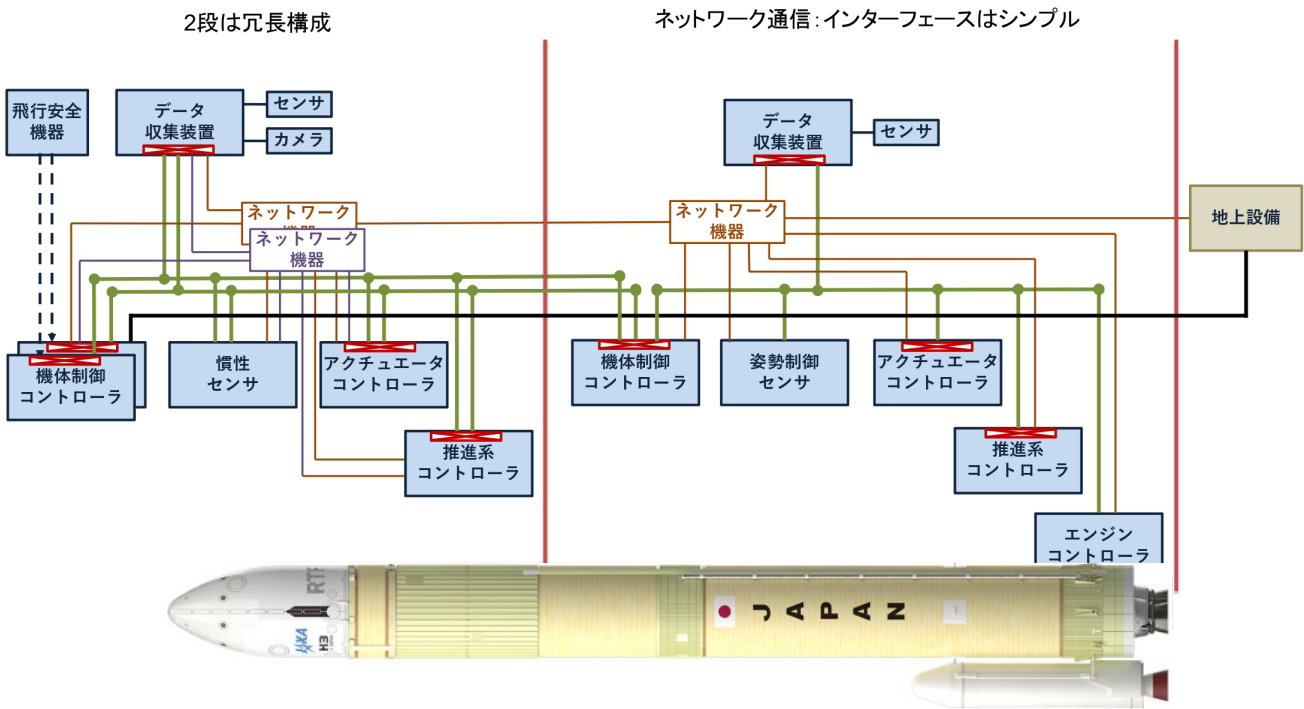 2段は冗長構成
ネットワーク通信：インターフェースはシンプル
飛行安全
機器
データ
収集装置
センサ
カメラ
データ
収集装置
センサ
ネットワーク
機器
ネットワーク
機器
ネットワーク
機器
地上設備
機体制御
コントローラ
慣性
センサ
アクチュエータ
コントローラ
推進系
コントローラ
機体制御
コントローラ
姿勢制御
センサ
アクチュエータ
コントローラ
推進系
コントローラ
エンジン
コントローラ
JAXA
H3
JAPAN